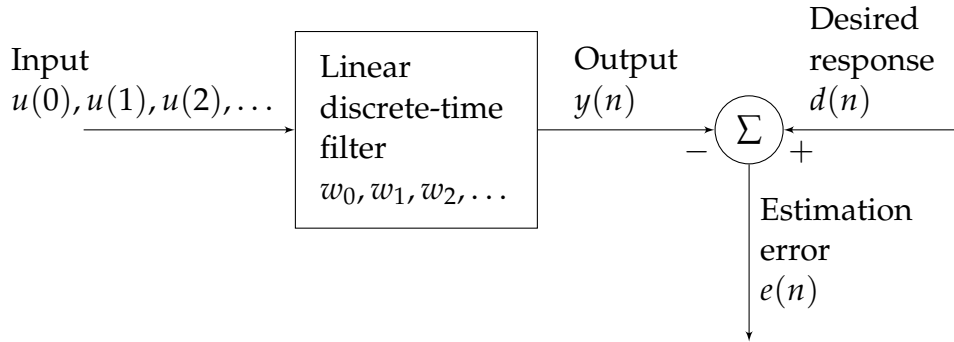 Input
u(0), u(1), u(2), . . .
Linear
discrete-time
filter
w₀, w₁, w₂, . . .
Output
y(n)
Desired
response
d(n)
−
Σ
+
Estimation
error
e(n)